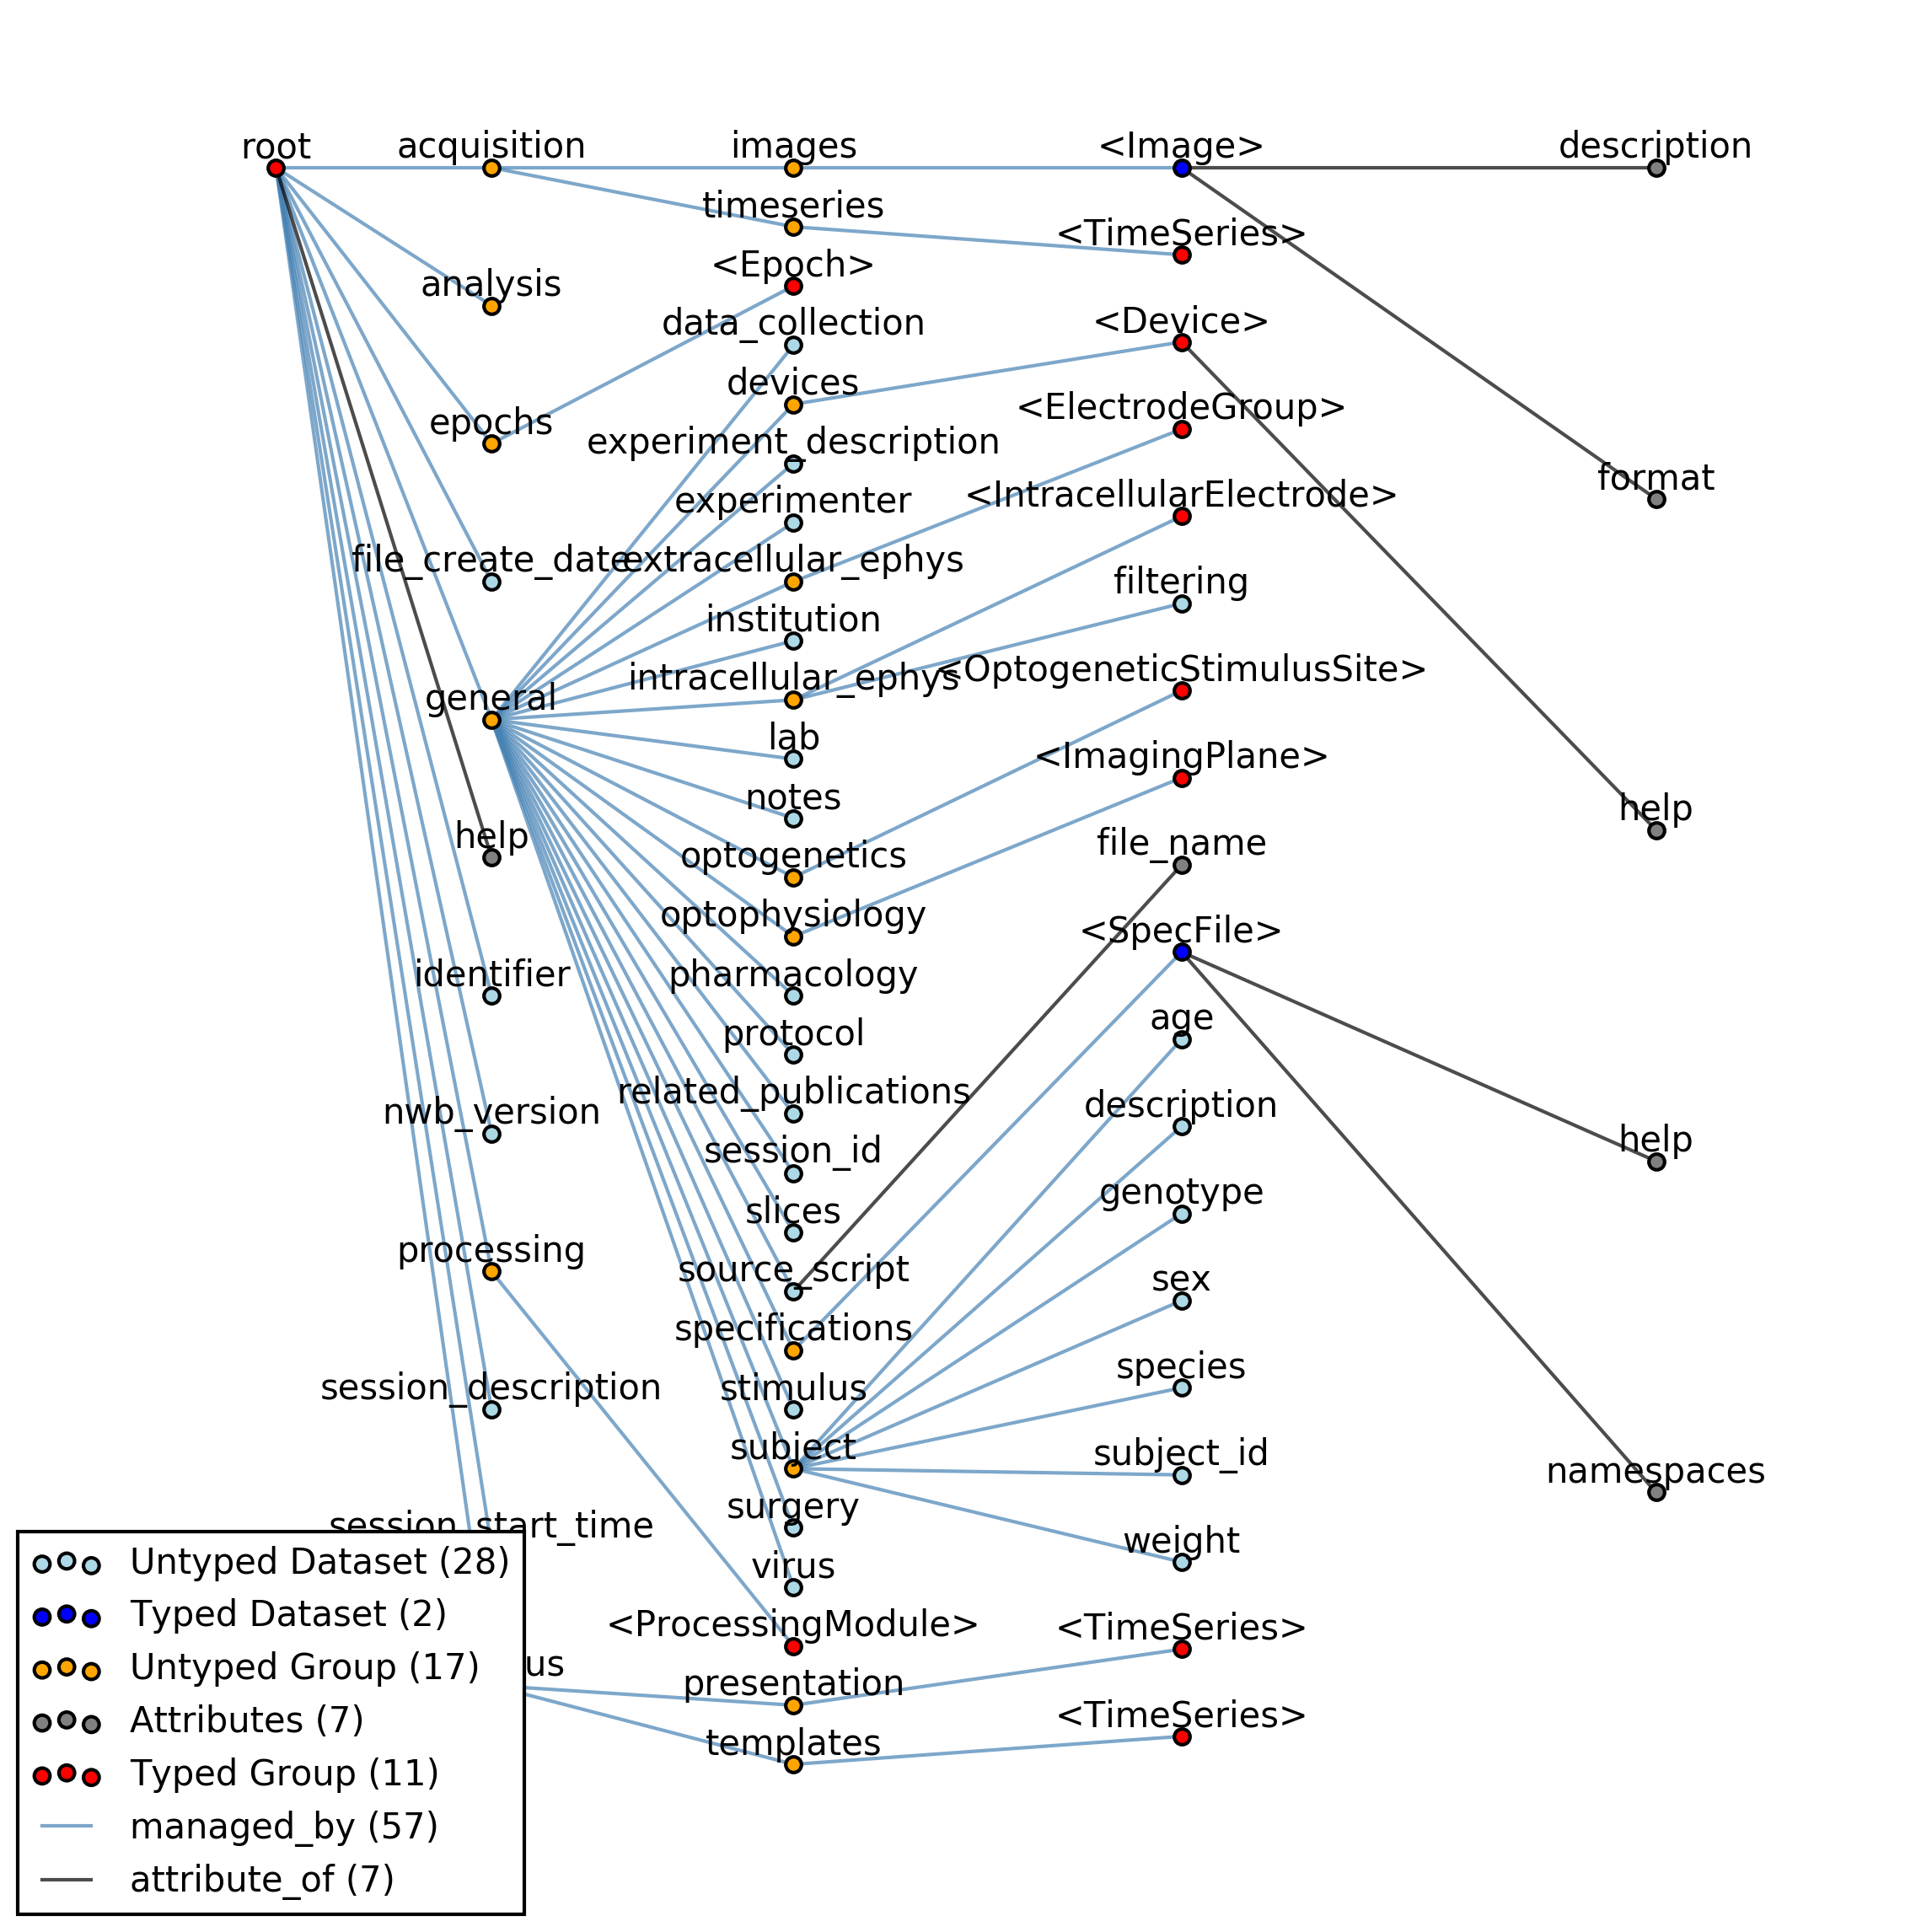 root
acquisition
images
<Image>
description
timeseries
<TimeSeries>
<Epoch>
analysis
data_collection
<Device>
devices
<ElectrodeGroup>
epochs
experiment_description
format
experimenter
<IntracellularElectrode>
file_create_date
extracellular_ephys
filtering
institution
<OptogeneticStimulusSite>
intracellular_ephys
general
lab
<ImagingPlane>
notes
help
help
file_name
optogenetics
optophysiology
<SpecFile>
identifier
pharmacology
age
protocol
nwb_version
related_publications
description
help
session_id
genotype
slices
processing
source_script
sex
specifications
species
session_description
stimulus
subject
subject_id
namespaces
surgery
session_start_time
weight
virus
<ProcessingModule>
<TimeSeries>
us
presentation
<TimeSeries>
templates
Untyped Dataset (28)
Typed Dataset (2)
Untyped Group (17)
Attributes (7)
Typed Group (11)
managed_by (57)
attribute_of (7)